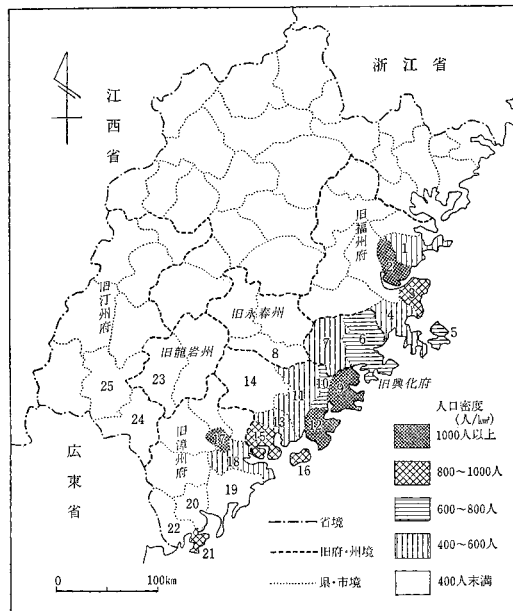 浙江省
江西省
旧福州府
1
2
3
4
5
旧汀州府
旧永春州
7
6
8
旧龍岩州
25
23
14
10
9
旧興化府
11
24
13
12
15
旧漳州府
17
18
16
広東省
19
20
22
21
人口密度
(人/㎢)
1000人以上
800～1000人
600～800人
400～600人
400人未満
省境
旧府・州境
県・市境
0
100km